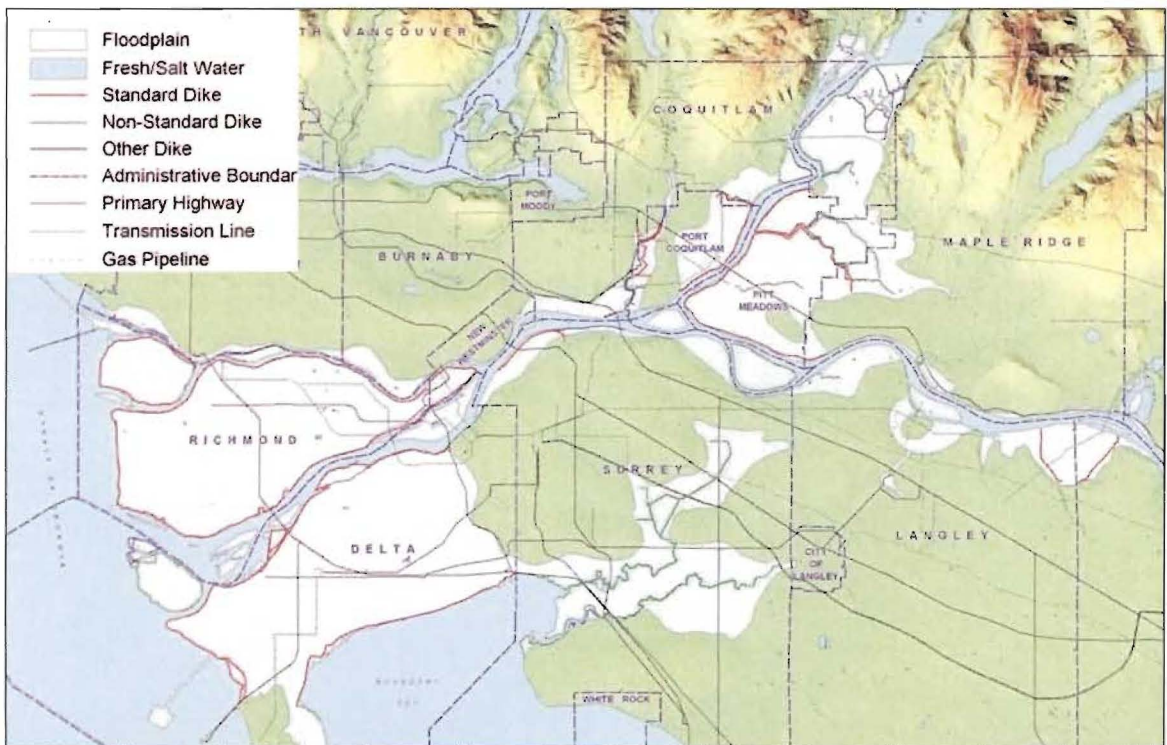 Floodplain
Fresh/Salt Water
Standard Dike
Non-Standard Dike
Other Dike
Administrative Boundar
Primary Highway
Transmission Line
Gas Pipeline
TH VANCOUVER
COQUITLAM
PORT
MOODY
PORT
COQUITLAM
MAPLE RIDGE
BURNABY
PITT
MEADOWS
NEW
WESTMINSTER
RICHMOND
SURREY
DELTA
LANGLEY
CITY
OF
LANGLEY
WHITE ROCK